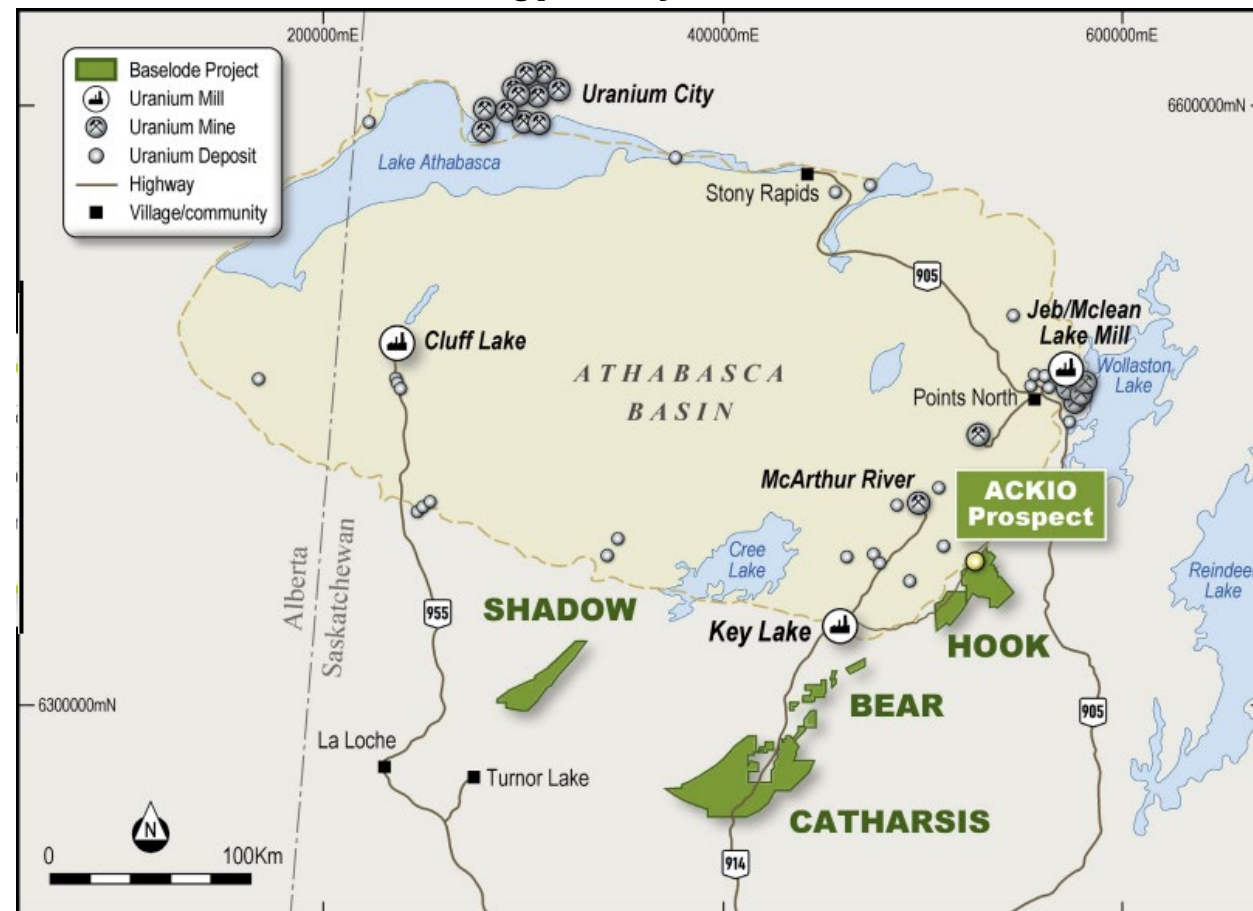 200000mE
400000mE
600000mE
Baselode Project
Uranium Mill
Uranium Mine
Uranium Deposit
Highway
Village/community
Uranium City
6600000mN
Lake Athabasca
Stony Rapids
905
Jeb/Mclean
Lake Mill
Cluff Lake
Wollaston
Lake
ATHABASCA
BASIN
Points North
McArthur River
ACKIO
Prospect
Alberta
Saskatchewan
Cree
Lake
Reindeer
Lake
955
SHADOW
Key Lake
HOOK
6300000mN
BEAR
905
La Loche
Turnor Lake
CATHARSIS
N
0
100Km
914